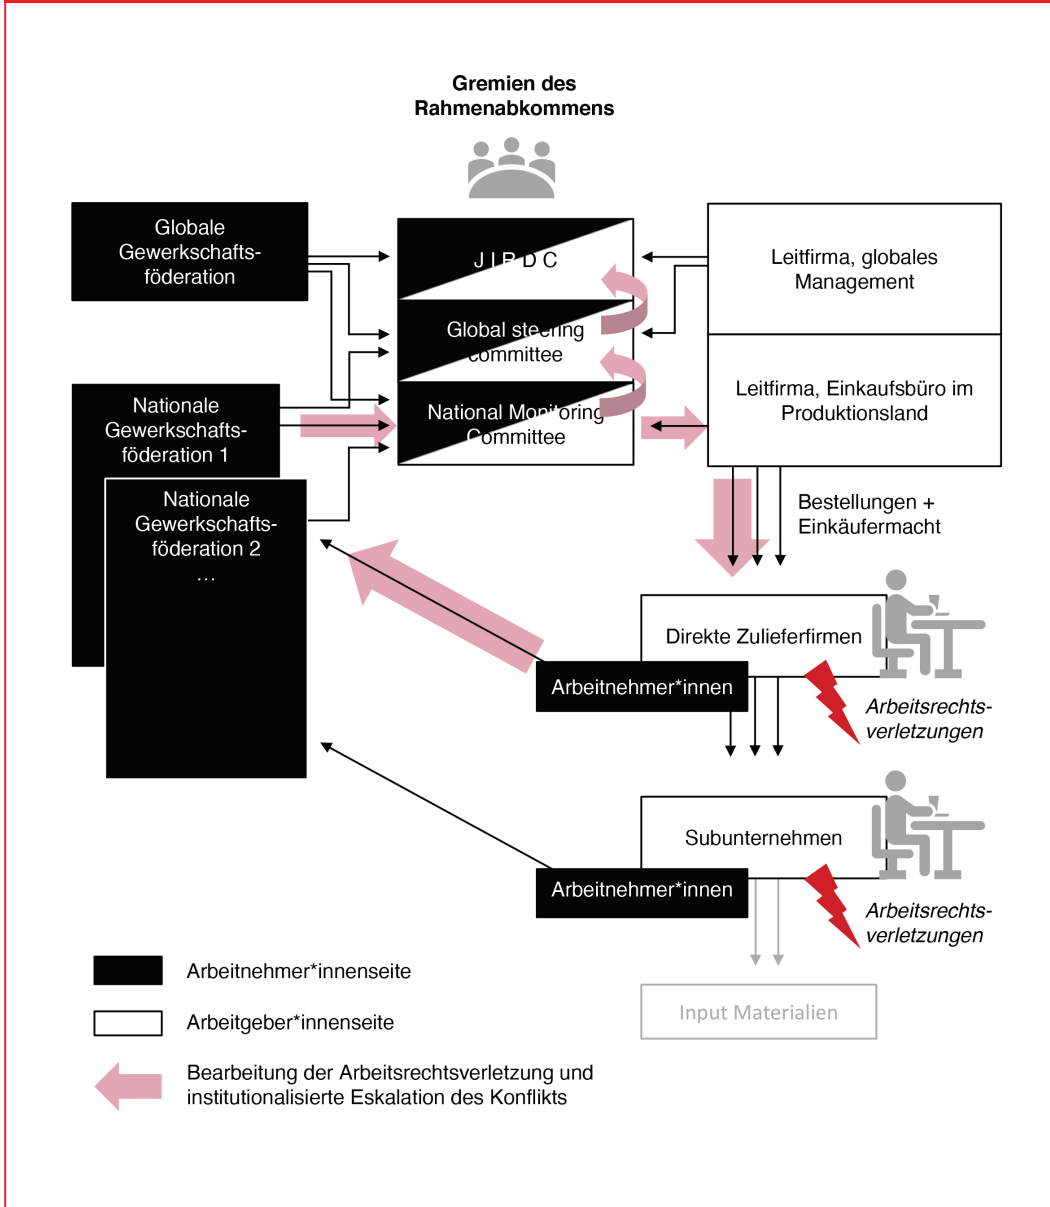 Gremien des
Rahmenabkommens
Globale
Gewerkschafts-
föderation
J I R D C
Global steering
committee
National Monitoring
Committee
Leitfirma, globales
Management
Leitfirma, Einkaufsbüro im
Produktionsland
Nationale
Gewerkschafts-
föderation 1
Nationale
Gewerkschafts-
föderation 2
...
Bestellungen +
Einkäufermacht
Direkte Zulieferfirmen
Arbeitnehmer*innen
Arbeitsrechts-
verletzungen
Subunternehmen
Arbeitnehmer*innen
Arbeitsrechts-
verletzungen
Input Materialien
Arbeitnehmer*innenseite
Arbeitgeber*innenseite
Bearbeitung der Arbeitsrechtsverletzung und
institutionalisierte Eskalation des Konflikts